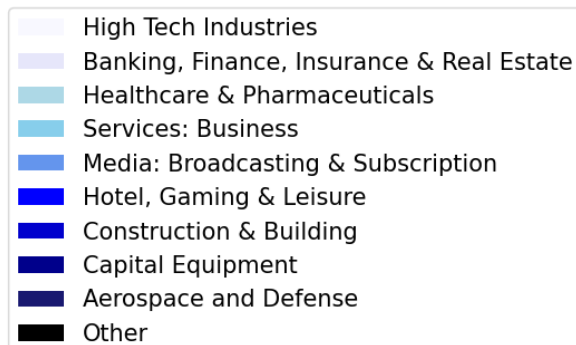 High Tech Industries
Banking, Finance, Insurance & Real Estate
Healthcare & Pharmaceuticals
Services: Business
Media: Broadcasting & Subscription
Hotel, Gaming & Leisure
Construction & Building
Capital Equipment
Aerospace and Defense
Other